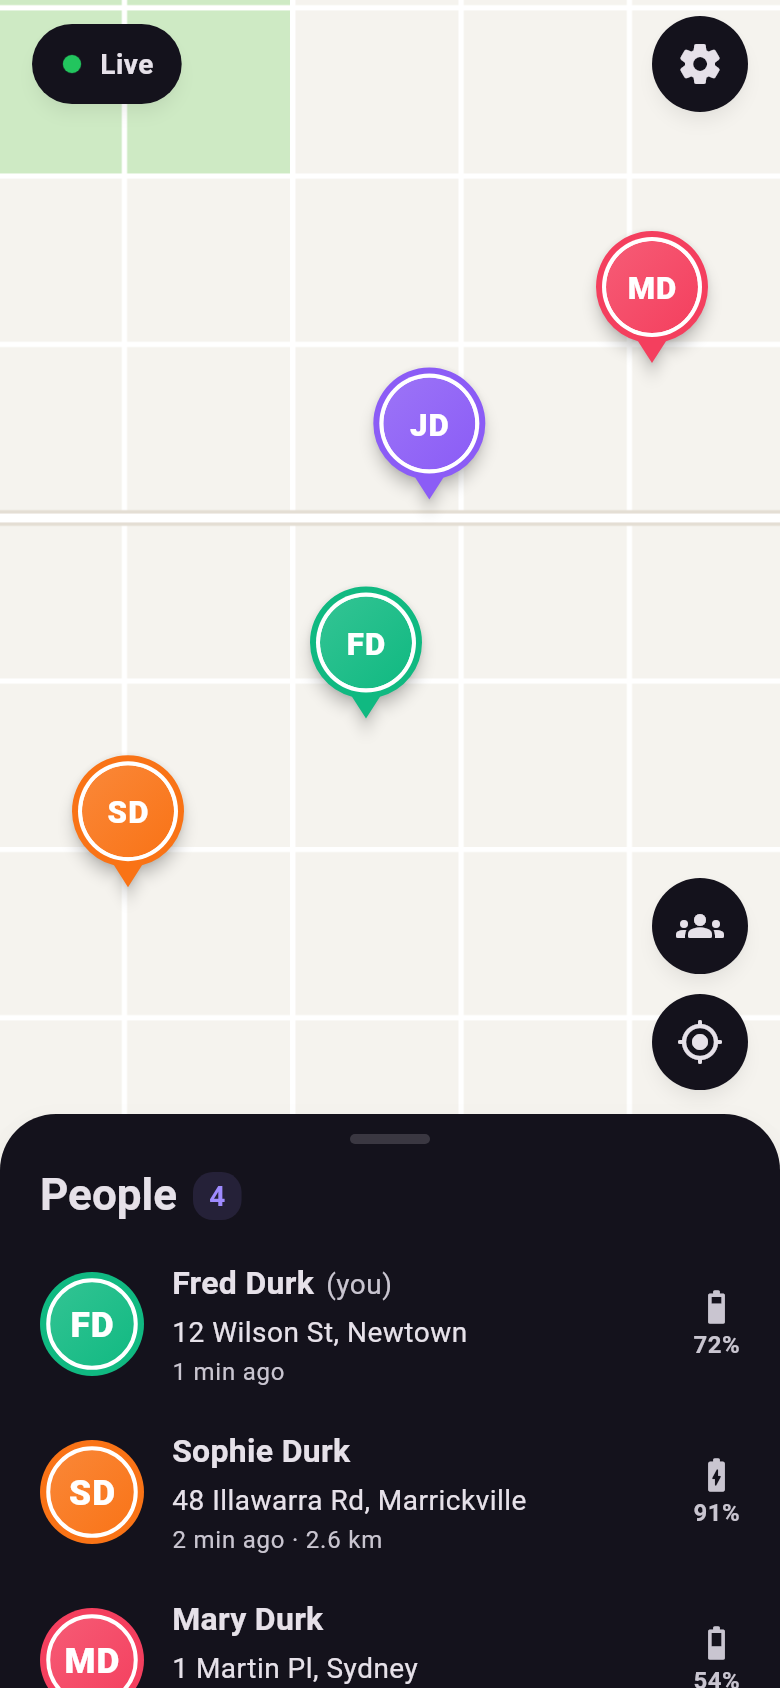 Live
MD
JD
FD
SD
People 4
FD
Fred Durk (you)
12 Wilson St, Newtown
1 min ago
72%
SD
Sophie Durk
48 Illawarra Rd, Marrickville
2 min ago · 2.6 km
91%
MD
Mary Durk
1 Martin Pl, Sydney
54%